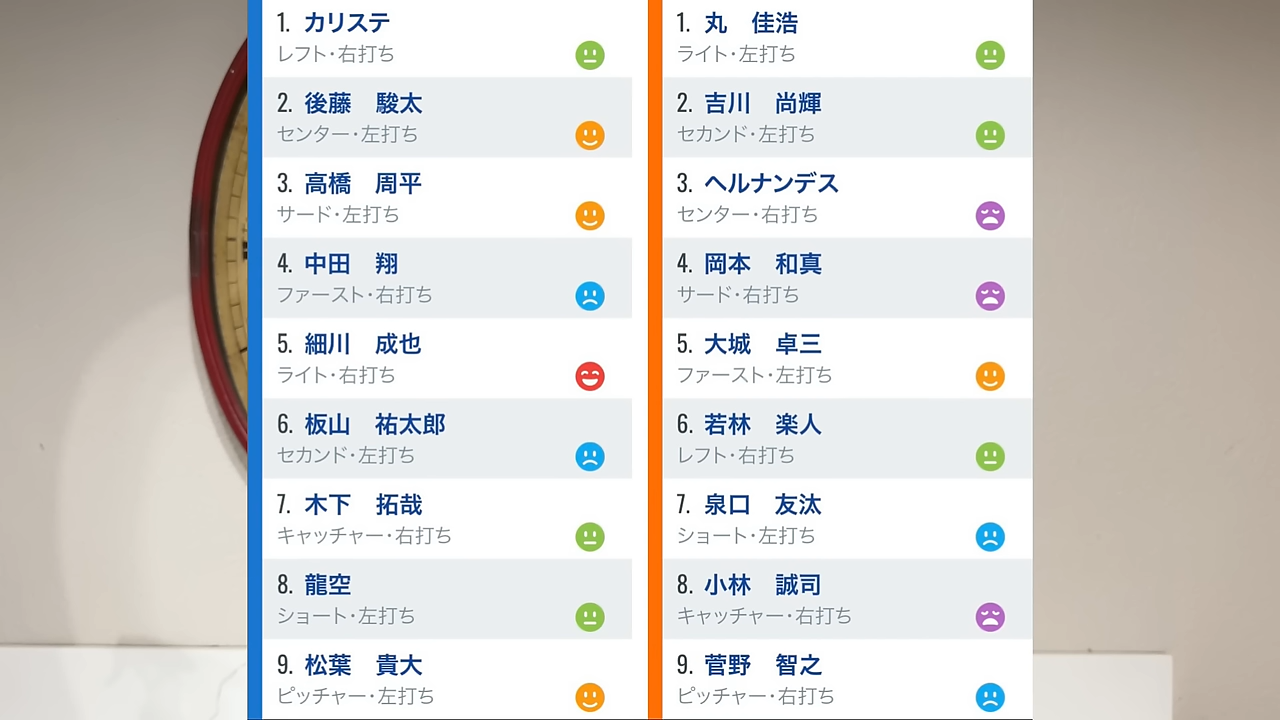 1. カリステ
レフト・右打ち
2. 後藤　駿太
センター・左打ち
3. 高橋　周平
サード・左打ち
4. 中田　翔
ファースト・右打ち
5. 細川　成也
ライト・右打ち
6. 板山　祐太郎
セカンド・左打ち
7. 木下　拓哉
キャッチャー・右打ち
8. 龍空
ショート・左打ち
9. 松葉　貴大
ピッチャー・左打ち
1. 丸　佳浩
ライト・左打ち
2. 吉川　尚輝
セカンド・左打ち
3. ヘルナンデス
センター・右打ち
4. 岡本　和真
サード・右打ち
5. 大城　卓三
ファースト・左打ち
6. 若林　楽人
レフト・右打ち
7. 泉口　友汰
ショート・左打ち
8. 小林　誠司
キャッチャー・右打ち
9. 菅野　智之
ピッチャー・右打ち